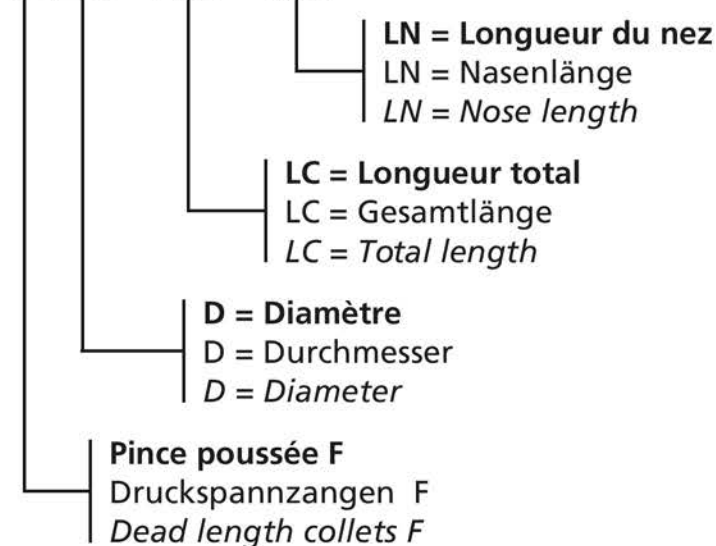 LN = Longueur du nez
LN = Nasenlänge
LN = Nose length
LC = Longueur total
LC = Gesamtlänge
LC = Total length
D = Diamètre
D = Durchmesser
D = Diameter
Pince poussée F
Druckspannzangen F
Dead length collets F